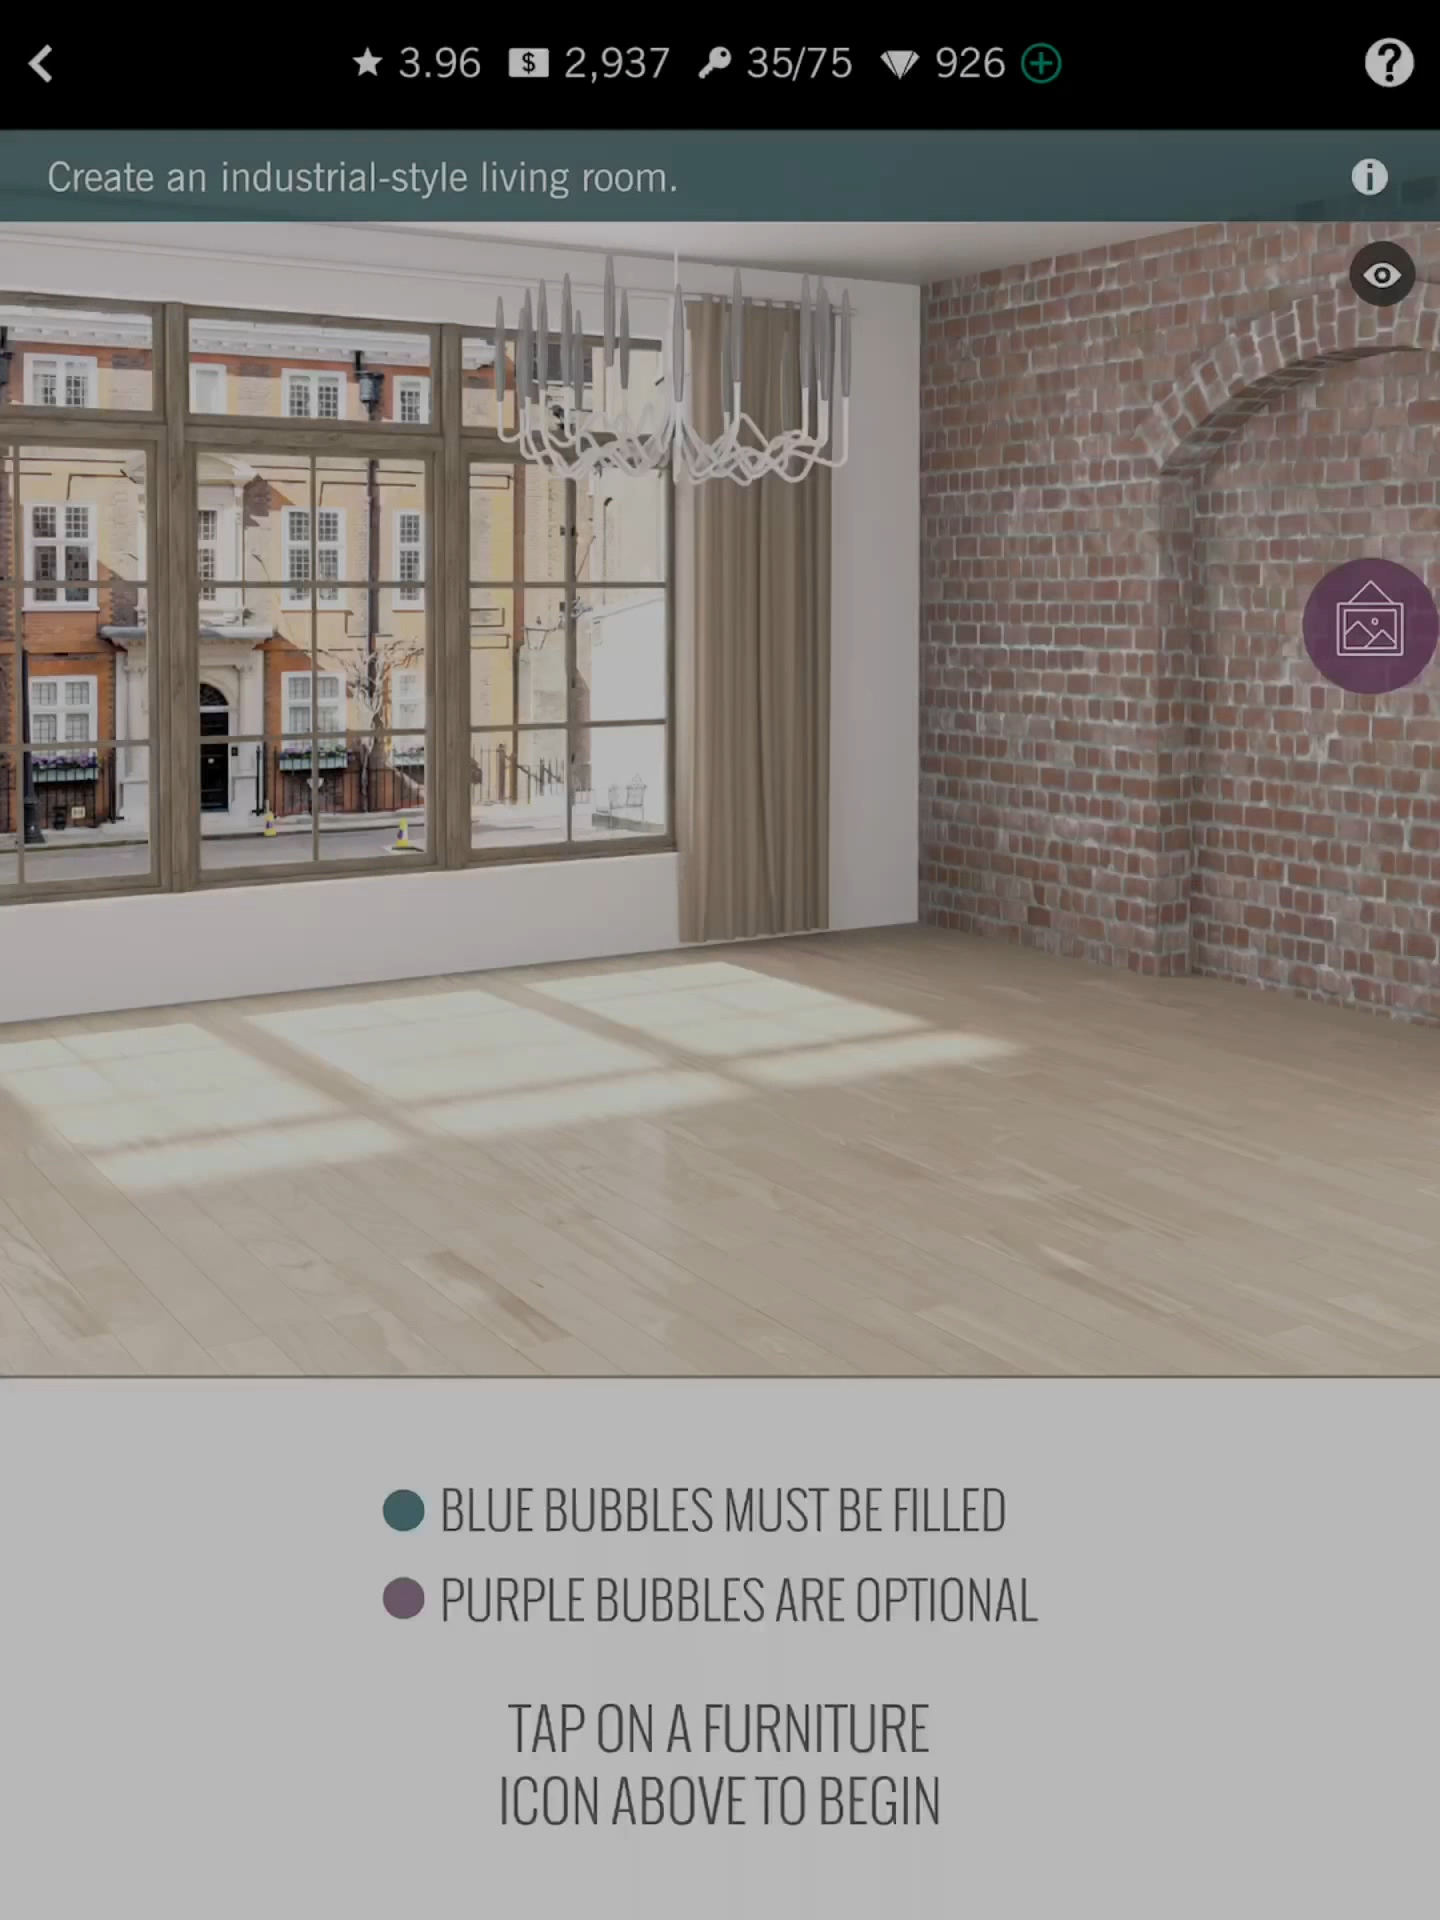 3.96 $ 2,937 35/75 926 + ?
Create an industrial-style living room. i
BLUE BUBBLES MUST BE FILLED
PURPLE BUBBLES ARE OPTIONAL
TAP ON A FURNITURE
ICON ABOVE TO BEGIN